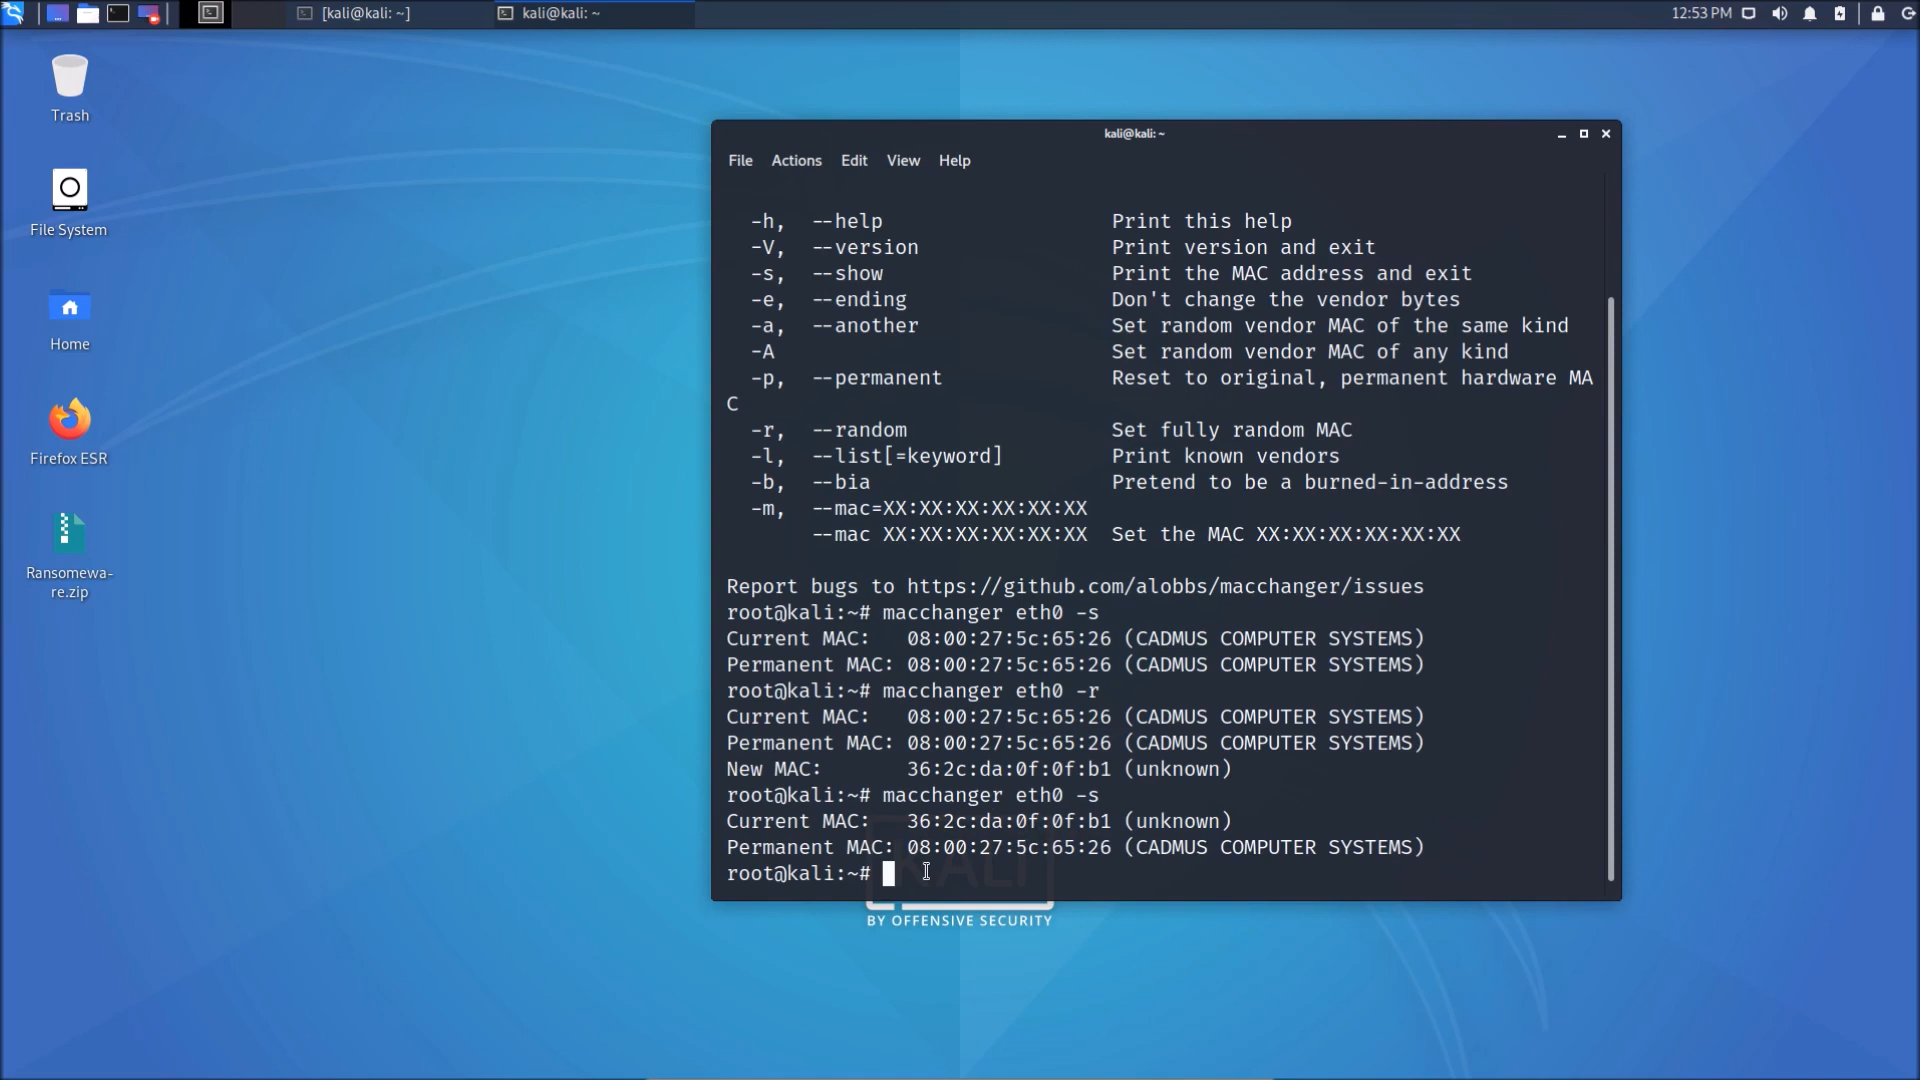 [kali@kali: ~]
kali@kali: ~
12:53 PM
Trash
File System
Home
Firefox ESR
Ransomewa-
re.zip
kali@kali: ~
File Actions Edit View Help
-h, --help Print this help
-V, --version Print version and exit
-s, --show Print the MAC address and exit
-e, --ending Don't change the vendor bytes
-a, --another Set random vendor MAC of the same kind
-A Set random vendor MAC of any kind
-p, --permanent Reset to original, permanent hardware MA
C
-r, --random Set fully random MAC
-l, --list[=keyword] Print known vendors
-b, --bia Pretend to be a burned-in-address
-m, --mac=XX:XX:XX:XX:XX:XX
--mac XX:XX:XX:XX:XX:XX Set the MAC XX:XX:XX:XX:XX:XX
Report bugs to https://github.com/alobbs/macchanger/issues
root@kali:~# macchanger eth0 -s
Current MAC: 08:00:27:5c:65:26 (CADMUS COMPUTER SYSTEMS)
Permanent MAC: 08:00:27:5c:65:26 (CADMUS COMPUTER SYSTEMS)
root@kali:~# macchanger eth0 -r
Current MAC: 08:00:27:5c:65:26 (CADMUS COMPUTER SYSTEMS)
Permanent MAC: 08:00:27:5c:65:26 (CADMUS COMPUTER SYSTEMS)
New MAC: 36:2c:da:0f:0f:b1 (unknown)
root@kali:~# macchanger eth0 -s
Current MAC: 36:2c:da:0f:0f:b1 (unknown)
Permanent MAC: 08:00:27:5c:65:26 (CADMUS COMPUTER SYSTEMS)
root@kali:~#
KALI
BY OFFENSIVE SECURITY